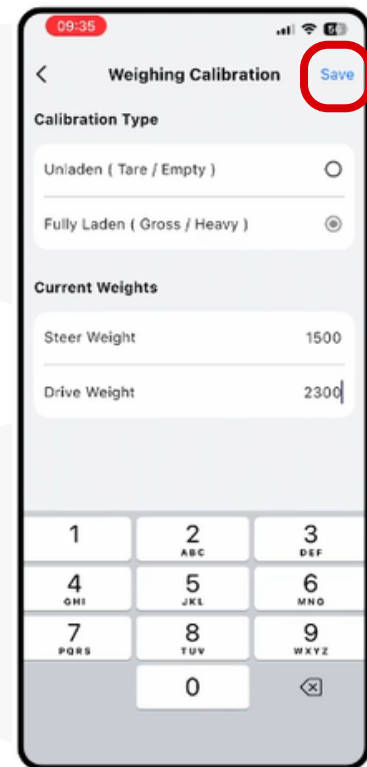 09:35
Weighing Calibration Save
Calibration Type
Unladen ( Tare / Empty )
Fully Laden ( Gross / Heavy )
Current Weights
Steer Weight 1500
Drive Weight 2300
1 2 3
ABC DEF
4 5 6
GHI JKL MNO
7 8 9
PQRS TUV WXYZ
0